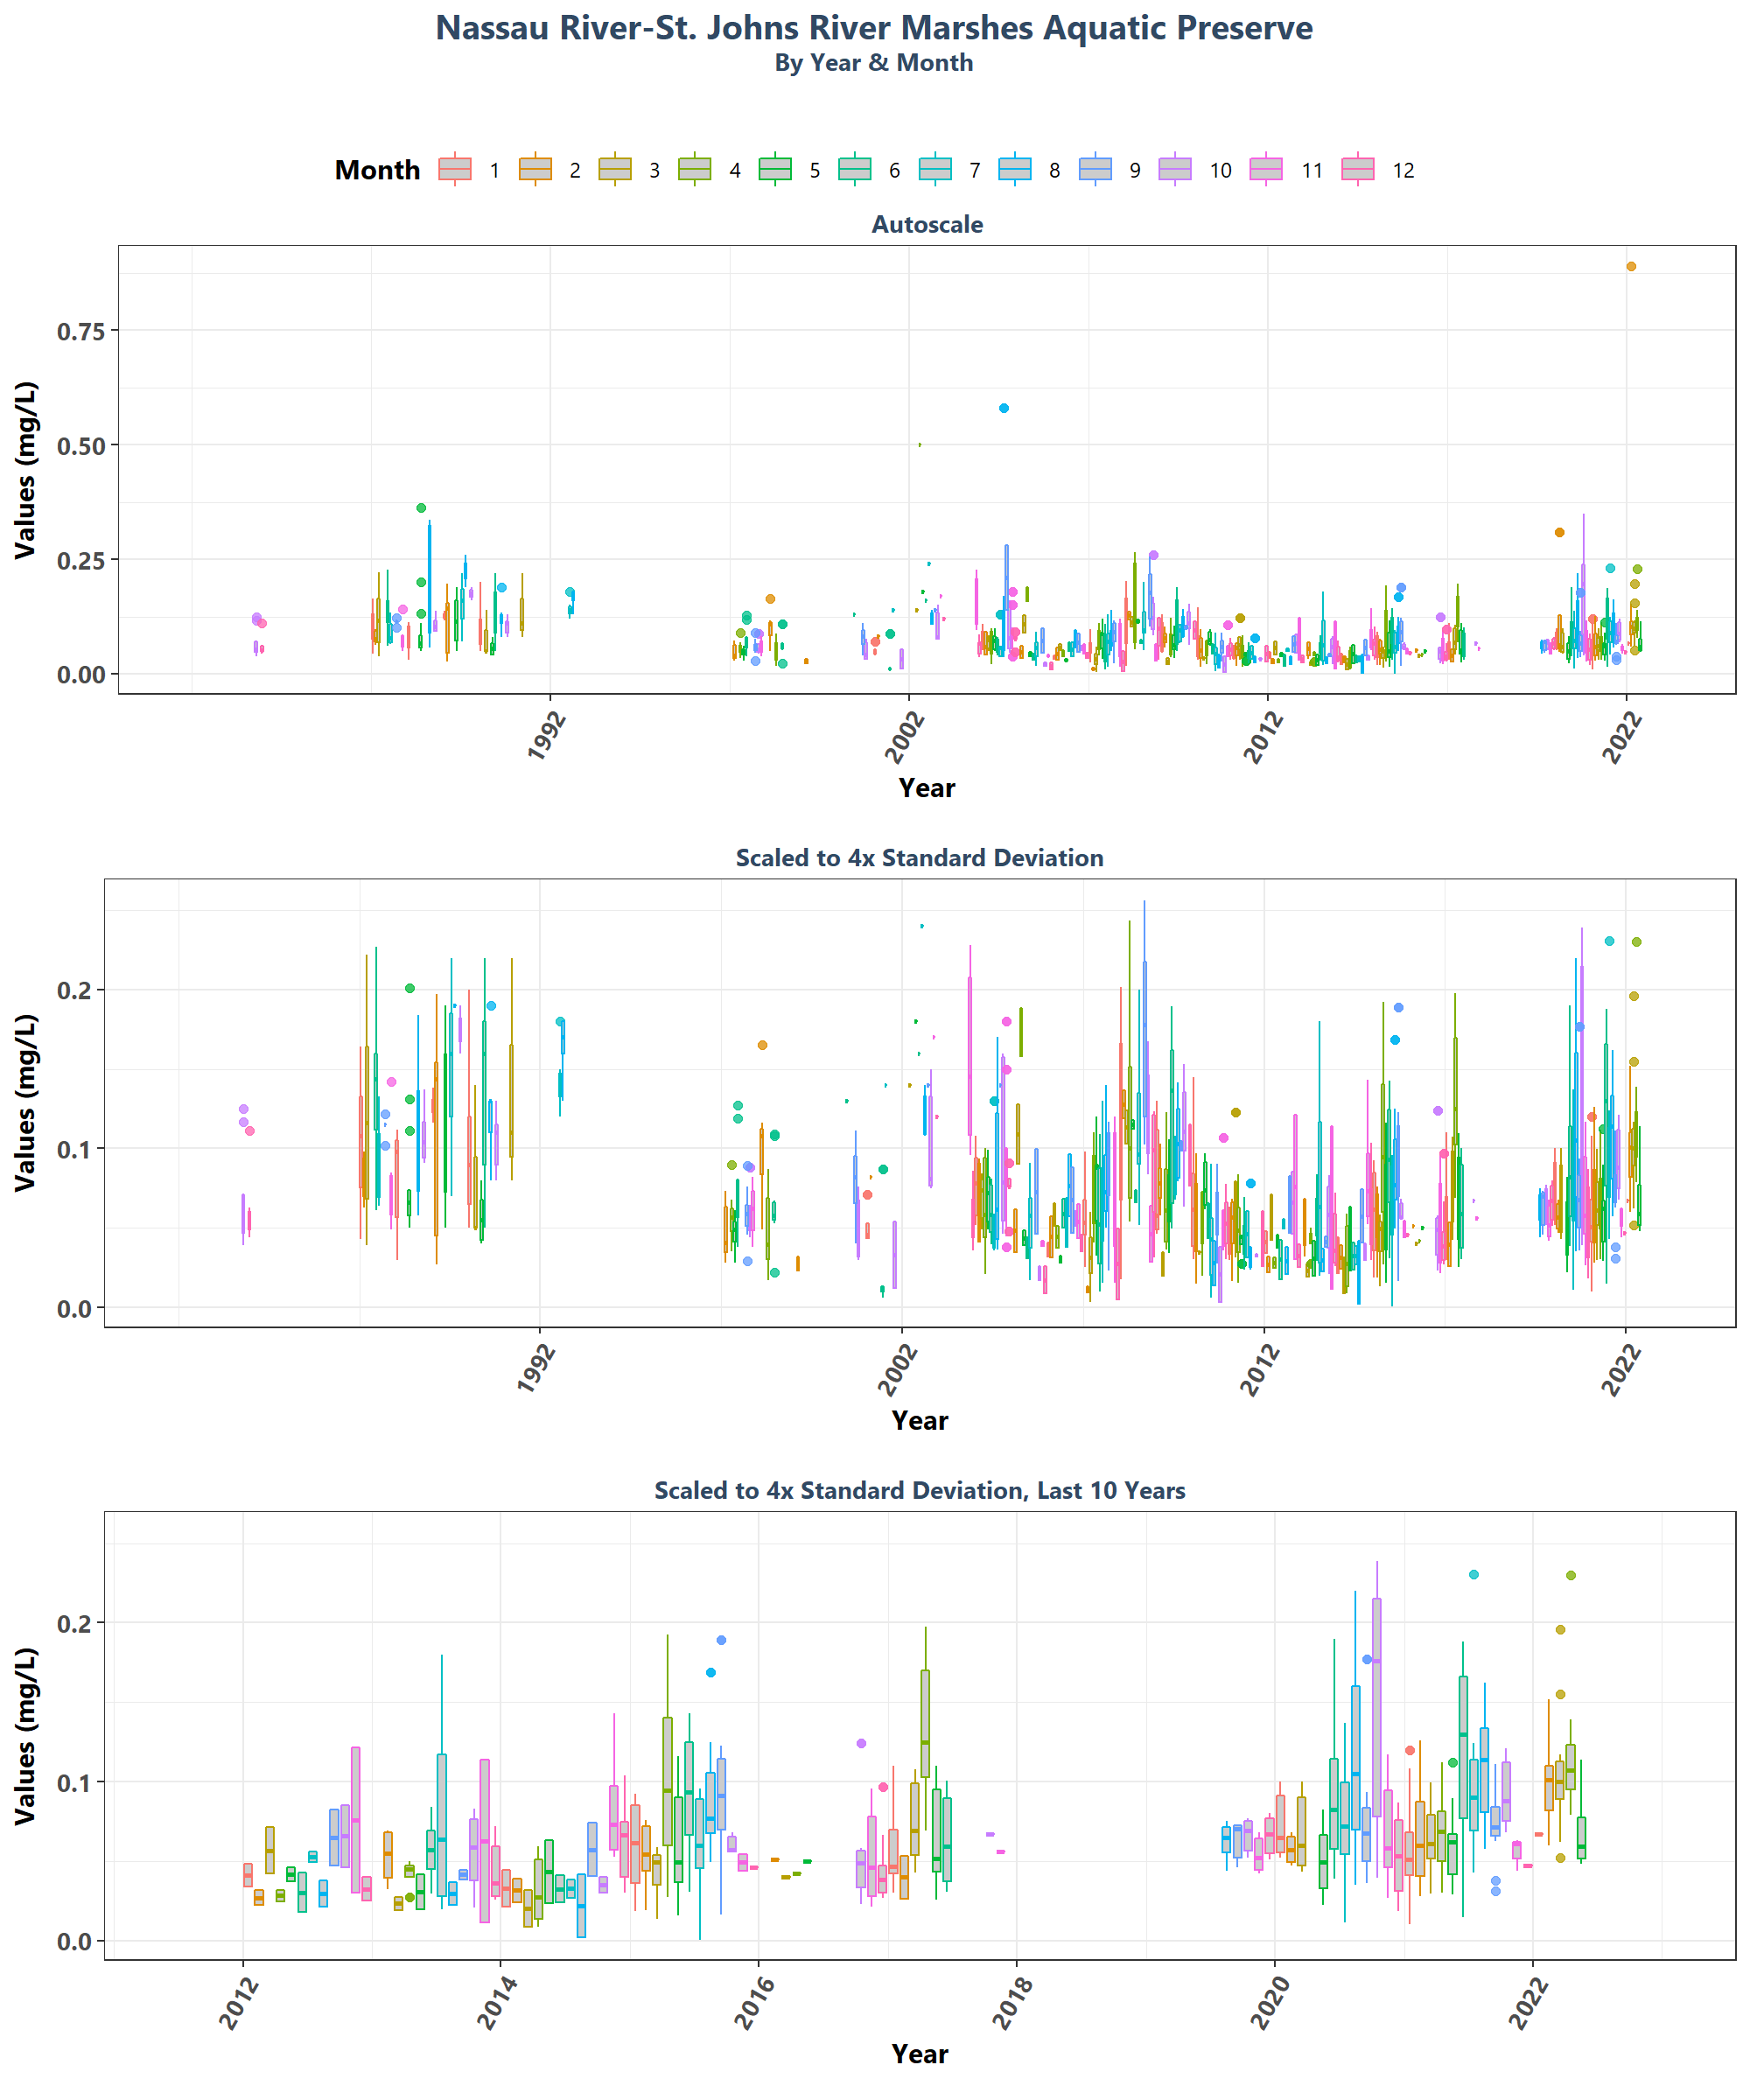 Nassau River-St. Johns River Marshes Aquatic Preserve
By Year & Month
Month 1 2 3 4 5 6 7 8 9 10 11 12
Autoscale
Values (mg/L)
0.75
0.50
0.25
0.00
1992 2002 2012 2022
Year
Scaled to 4x Standard Deviation
Values (mg/L)
0.2
0.1
0.0
1992 2002 2012 2022
Year
Scaled to 4x Standard Deviation, Last 10 Years
Values (mg/L)
0.2
0.1
0.0
2012 2014 2016 2018 2020 2022
Year